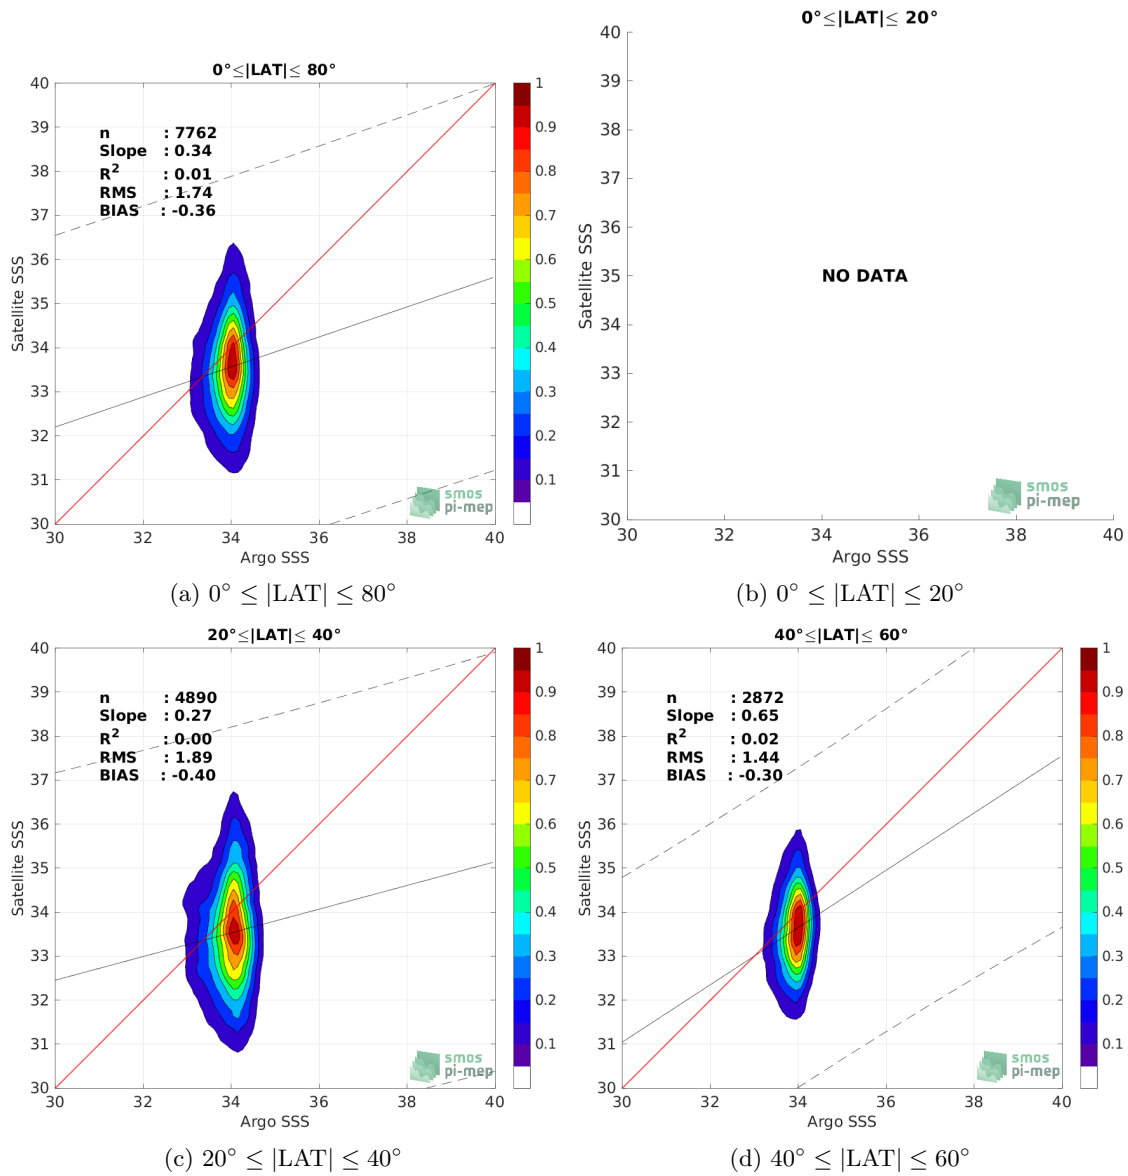 0°≤|LAT|≤ 80°
40
39
38
37
36
35
34
33
32
31
30
Satellite SSS
n : 7762
Slope : 0.34
R² : 0.01
RMS : 1.74
BIAS : -0.36
1
0.9
0.8
0.7
0.6
0.5
0.4
0.3
0.2
0.1
smos
pi-mep
30 32 34 36 38 40
Argo SSS
(a) 0° ≤ |LAT| ≤ 80°
0°≤|LAT|≤ 20°
40
39
38
37
36
35
34
33
32
31
30
Satellite SSS
NO DATA
smos
pi-mep
30 32 34 36 38 40
Argo SSS
(b) 0° ≤ |LAT| ≤ 20°
20°≤|LAT|≤ 40°
40
39
38
37
36
35
34
33
32
31
30
Satellite SSS
n : 4890
Slope : 0.27
R² : 0.00
RMS : 1.89
BIAS : -0.40
1
0.9
0.8
0.7
0.6
0.5
0.4
0.3
0.2
0.1
smos
pi-mep
30 32 34 36 38 40
Argo SSS
(c) 20° ≤ |LAT| ≤ 40°
40°≤|LAT|≤ 60°
40
39
38
37
36
35
34
33
32
31
30
Satellite SSS
n : 2872
Slope : 0.65
R² : 0.02
RMS : 1.44
BIAS : -0.30
1
0.9
0.8
0.7
0.6
0.5
0.4
0.3
0.2
0.1
smos
pi-mep
30 32 34 36 38 40
Argo SSS
(d) 40° ≤ |LAT| ≤ 60°